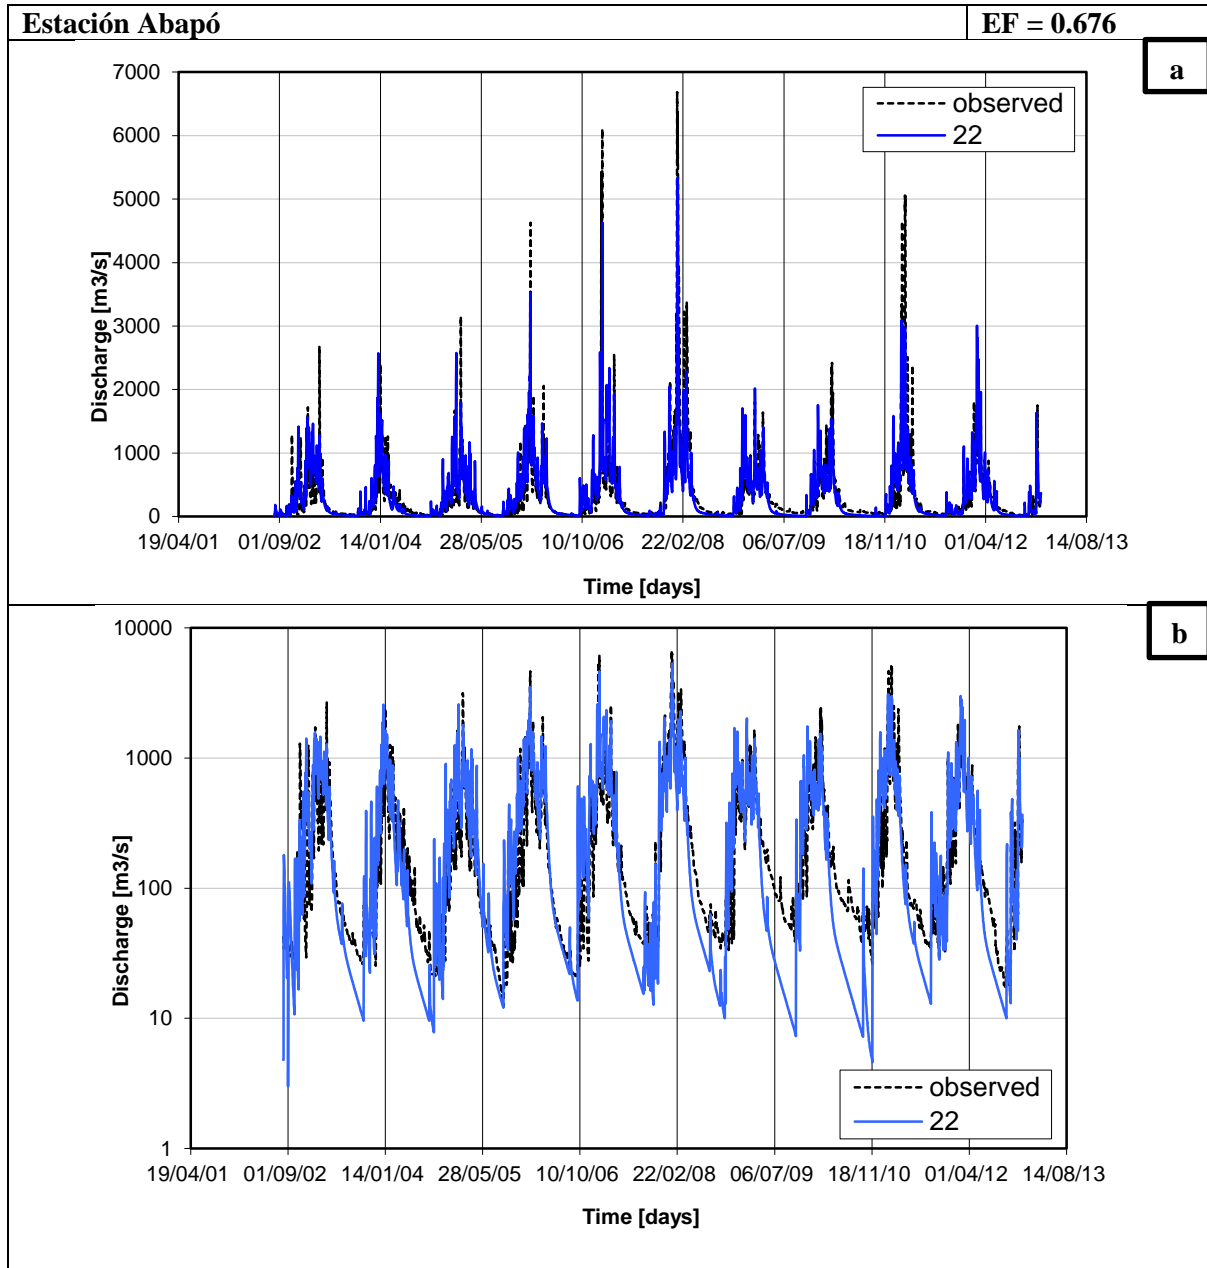 Estación Abapó EF = 0.676
a
7000
6000
5000
4000
3000
2000
1000
0
Discharge [m3/s]
observed
22
19/04/01 01/09/02 14/01/04 28/05/05 10/10/06 22/02/08 06/07/09 18/11/10 01/04/12 14/08/13
Time [days]
b
10000
1000
100
10
1
Discharge [m3/s]
observed
22
19/04/01 01/09/02 14/01/04 28/05/05 10/10/06 22/02/08 06/07/09 18/11/10 01/04/12 14/08/13
Time [days]